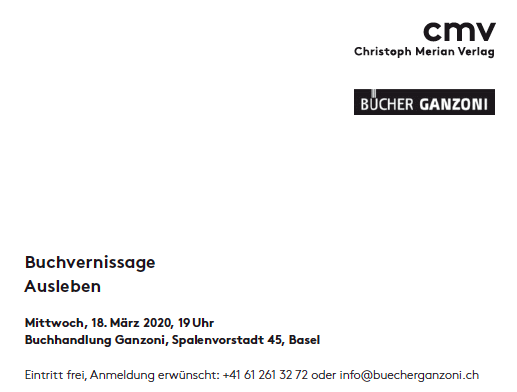 cmv
Christoph Merian Verlag
BÜCHER GANZONI
Buchvernissage
Ausleben
Mittwoch, 18. März 2020, 19 Uhr
Buchhandlung Ganzoni, Spalenvorstadt 45, Basel
Eintritt frei, Anmeldung erwünscht: +41 61 261 32 72 oder info@buecherganzoni.ch